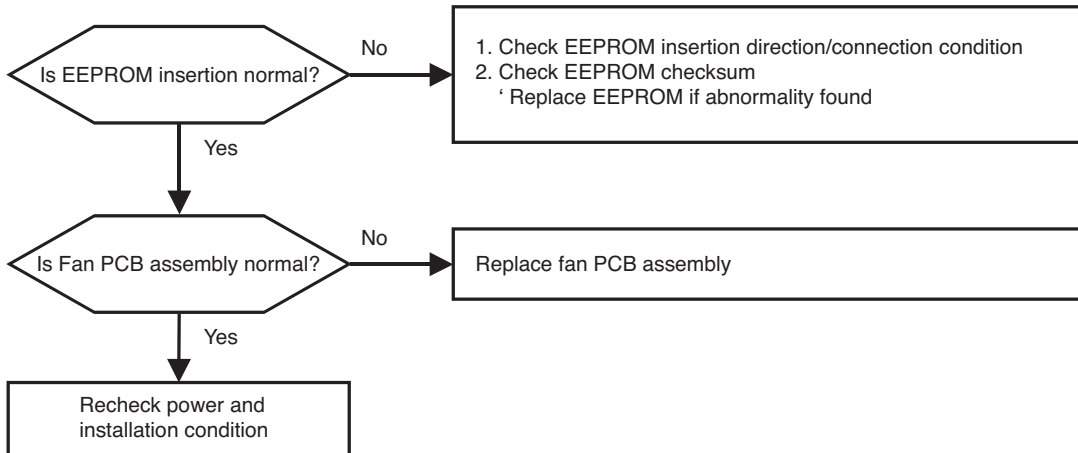 Is EEPROM insertion normal?
No
1. Check EEPROM insertion direction/connection condition
2. Check EEPROM checksum
‘ Replace EEPROM if abnormality found
Yes
Is Fan PCB assembly normal?
No
Replace fan PCB assembly
Yes
Recheck power and
installation condition